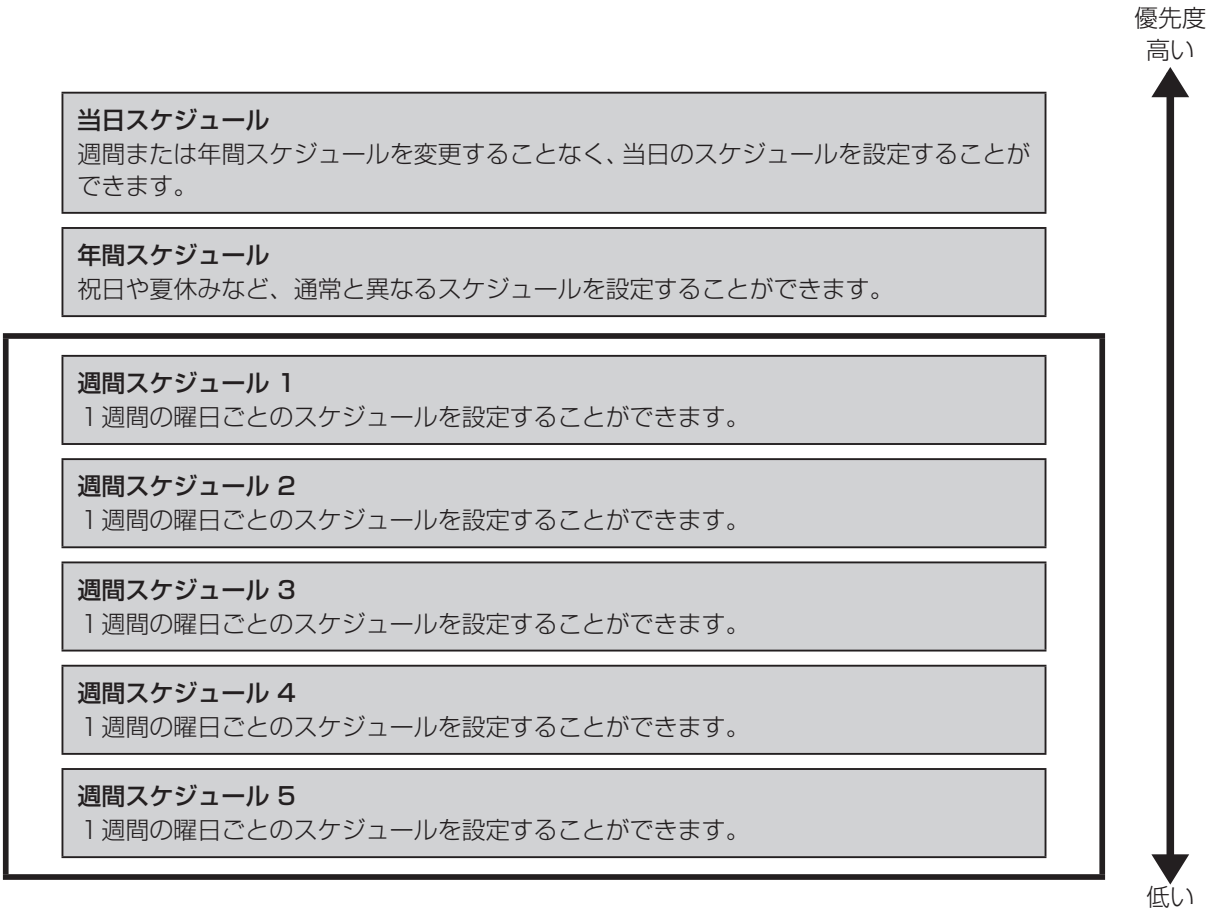 優先度
高い
当日スケジュール
週間または年間スケジュールを変更することなく、当日のスケジュールを設定することが
できます。
年間スケジュール
祝日や夏休みなど、通常と異なるスケジュールを設定することができます。
週間スケジュール 1
1週間の曜日ごとのスケジュールを設定することができます。
週間スケジュール 2
1週間の曜日ごとのスケジュールを設定することができます。
週間スケジュール 3
1週間の曜日ごとのスケジュールを設定することができます。
週間スケジュール 4
1週間の曜日ごとのスケジュールを設定することができます。
週間スケジュール 5
1週間の曜日ごとのスケジュールを設定することができます。
低い